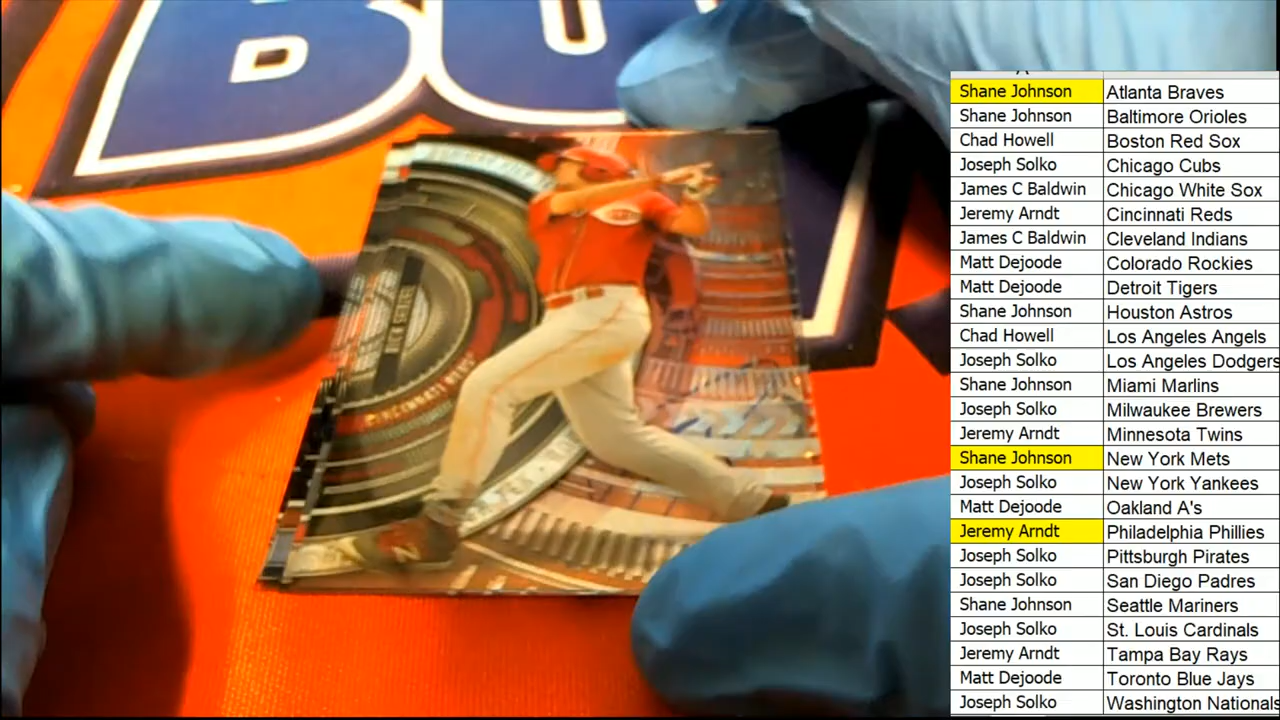 BU
NICK SENZEL
CINCINNATI REDS
Shane Johnson Atlanta Braves
Shane Johnson Baltimore Orioles
Chad Howell Boston Red Sox
Joseph Solko Chicago Cubs
James C Baldwin Chicago White Sox
Jeremy Arndt Cincinnati Reds
James C Baldwin Cleveland Indians
Matt Dejoode Colorado Rockies
Matt Dejoode Detroit Tigers
Shane Johnson Houston Astros
Chad Howell Los Angeles Angels
Joseph Solko Los Angeles Dodgers
Shane Johnson Miami Marlins
Joseph Solko Milwaukee Brewers
Jeremy Arndt Minnesota Twins
Shane Johnson New York Mets
Joseph Solko New York Yankees
Matt Dejoode Oakland A's
Jeremy Arndt Philadelphia Phillies
Joseph Solko Pittsburgh Pirates
Joseph Solko San Diego Padres
Shane Johnson Seattle Mariners
Joseph Solko St. Louis Cardinals
Jeremy Arndt Tampa Bay Rays
Matt Dejoode Toronto Blue Jays
Joseph Solko Washington Nationals